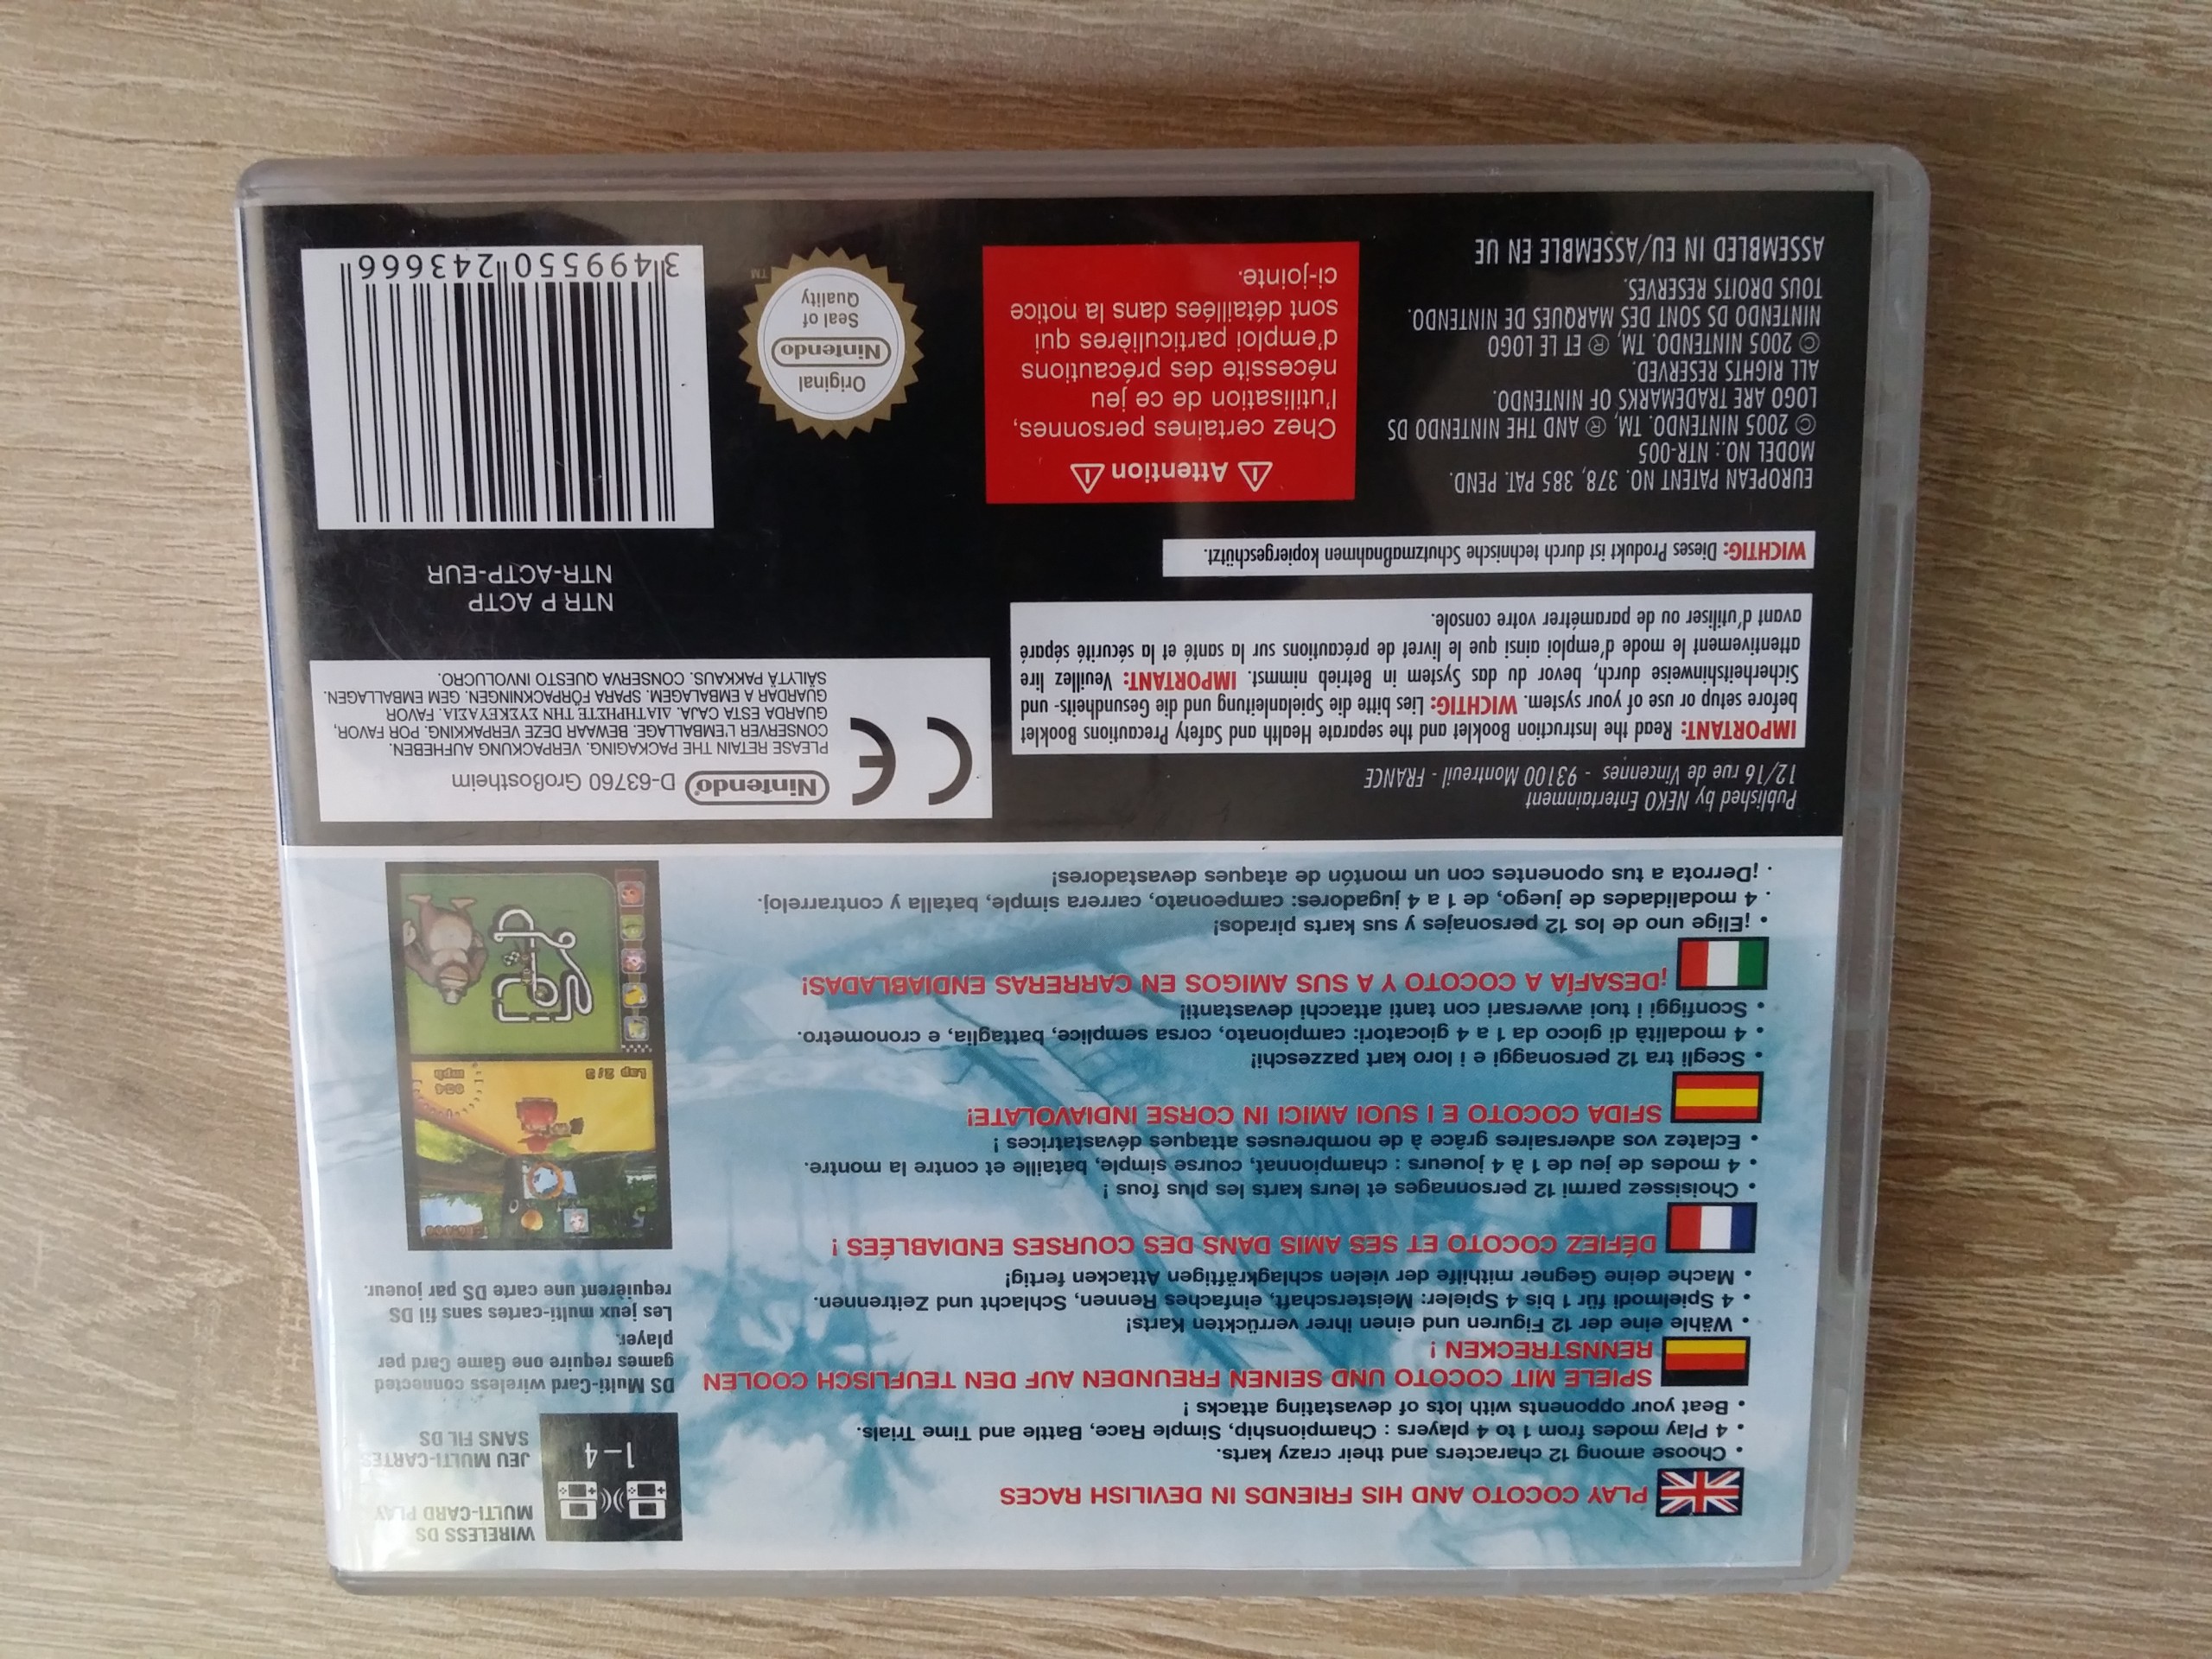 PLAY COCOTO AND HIS FRIENDS IN DEVILISH RACES
• Choose among 12 characters and their crazy karts.
• 4 Play modes from 1 to 4 players : Championship, Simple Race, Battle and Time Trials.
• Beat your opponents with lots of devastating attacks !
SPIELE MIT COCOTO UND SEINEN FREUNDEN AUF DEN TEUFLISCH COOLEN
RENNSTRECKEN !
• Wähle eine der 12 Figuren und einen ihrer verrückten Karts!
• 4 Spielmodi für 1 bis 4 Spieler: Meisterschaft, einfaches Rennen, Schlacht und Zeitrennen.
• Mache deine Gegner mithilfe der vielen schlagkräftigen Attacken fertig!
DÉFIEZ COCOTO ET SES AMIS DANS DES COURSES ENDIABLÉES !
• Choisissez parmi 12 personnages et leurs karts les plus fous !
• 4 modes de jeu de 1 à 4 joueurs : championnat, course simple, bataille et contre la montre.
• Eclatez vos adversaires grâce à de nombreuses attaques dévastatrices !
SFIDA COCOTO E I SUOI AMICI IN CORSE INDIAVOLATE!
• Scegli tra 12 personaggi e i loro kart pazzeschi!
• 4 modalità di gioco da 1 a 4 giocatori: campionato, corsa semplice, battaglia, e cronometro.
• Sconfiggi i tuoi avversari con tanti attacchi devastanti!
¡DESAFÍA A COCOTO Y A SUS AMIGOS EN CARRERAS ENDIABLADAS!
• ¡Elige uno de los 12 personajes y sus karts pirados!
. 4 modalidades de juego, de 1 a 4 jugadores: campeonato, carrera simple, batalla y contrarreloj.
. ¡Derrota a tus oponentes con un montón de ataques devastadores!
WIRELESS DS
MULTI-CARD PLAY
JEU MULTI-CARTES
SANS FIL DS
1–4
DS Multi-Card wireless connected
games require one Game Card per
player.
Les jeux multi-cartes sans fil DS
requièrent une carte DS par joueur.
Lap 2/3
mph
Published by NEKO Entertainment
12/16 rue de Vincennes - 93100 Montreuil - FRANCE
IMPORTANT: Read the Instruction Booklet and the separate Health and Safety Precautions Booklet
before setup or use of your system. WICHTIG: Lies bitte die Spielanleitung und die Gesundheits- und
Sicherheitshinweise durch, bevor du das System in Betrieb nimmst. IMPORTANT: Veuillez lire
attentivement le mode d'emploi ainsi que le livret de précautions sur la santé et la sécurité séparé
avant d'utiliser ou de paramétrer votre console.
WICHTIG: Dieses Produkt ist durch technische Schutzmaßnahmen kopiergeschützt.
CE
Nintendo® D-63760 Großostheim
PLEASE RETAIN THE PACKAGING. VERPACKUNG AUFHEBEN.
CONSERVER L'EMBALLAGE. BEWAAR DEZE VERPAKKING. POR FAVOR,
GUARDA ESTA CAJA. ΔΙΑΤΗΡΗΣΤΕ ΤΗΝ ΣΥΣΚΕΥΑΣΙΑ. FAVOR
GUARDAR A EMBALAGEM. SPARA FÖRPACKNINGEN. GEM EMBALLAGEN.
SÄILYTÄ PAKKAUS. CONSERVA QUESTO INVOLUCRO.
NTR P ACTP
NTR-ACTP-EUR
EUROPEAN PATENT NO. 378, 385 PAT. PEND.
MODEL NO.: NTR-005
© 2005 NINTENDO. TM, ® AND THE NINTENDO DS
LOGO ARE TRADEMARKS OF NINTENDO.
ALL RIGHTS RESERVED.
© 2005 NINTENDO. TM, ® ET LE LOGO
NINTENDO DS SONT DES MARQUES DE NINTENDO.
TOUS DROITS RESERVES.
ASSEMBLED IN EU/ASSEMBLE EN UE
⚠ Attention ⚠
Chez certaines personnes,
l'utilisation de ce jeu
nécessite des précautions
d'emploi particulières qui
sont détaillées dans la notice
ci-jointe.
Original
Nintendo
Seal of
Quality
TM
3 499550 243666